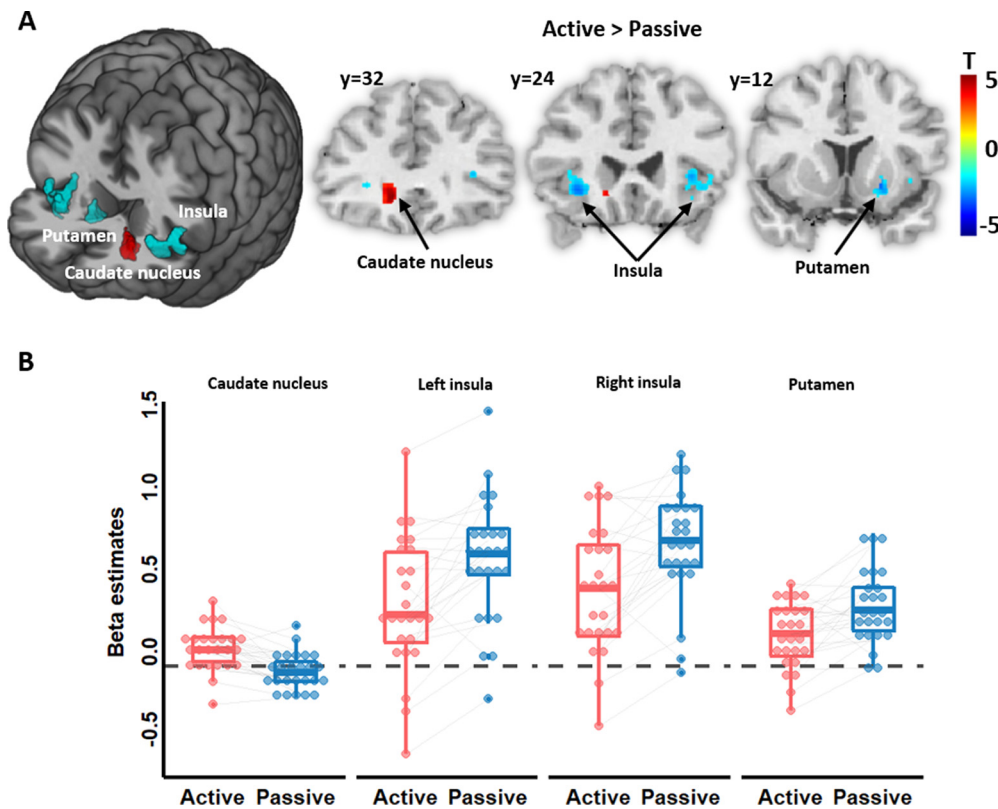 A
Active > Passive
T
y=32
y=24
y=12
5
0
-5
Insula
Putamen
Caudate nucleus
Caudate nucleus
Insula
Putamen
B
Caudate nucleus
Left insula
Right insula
Putamen
Beta estimates
1.5
1.0
0.5
0.0
-0.5
Active Passive
Active Passive
Active Passive
Active Passive